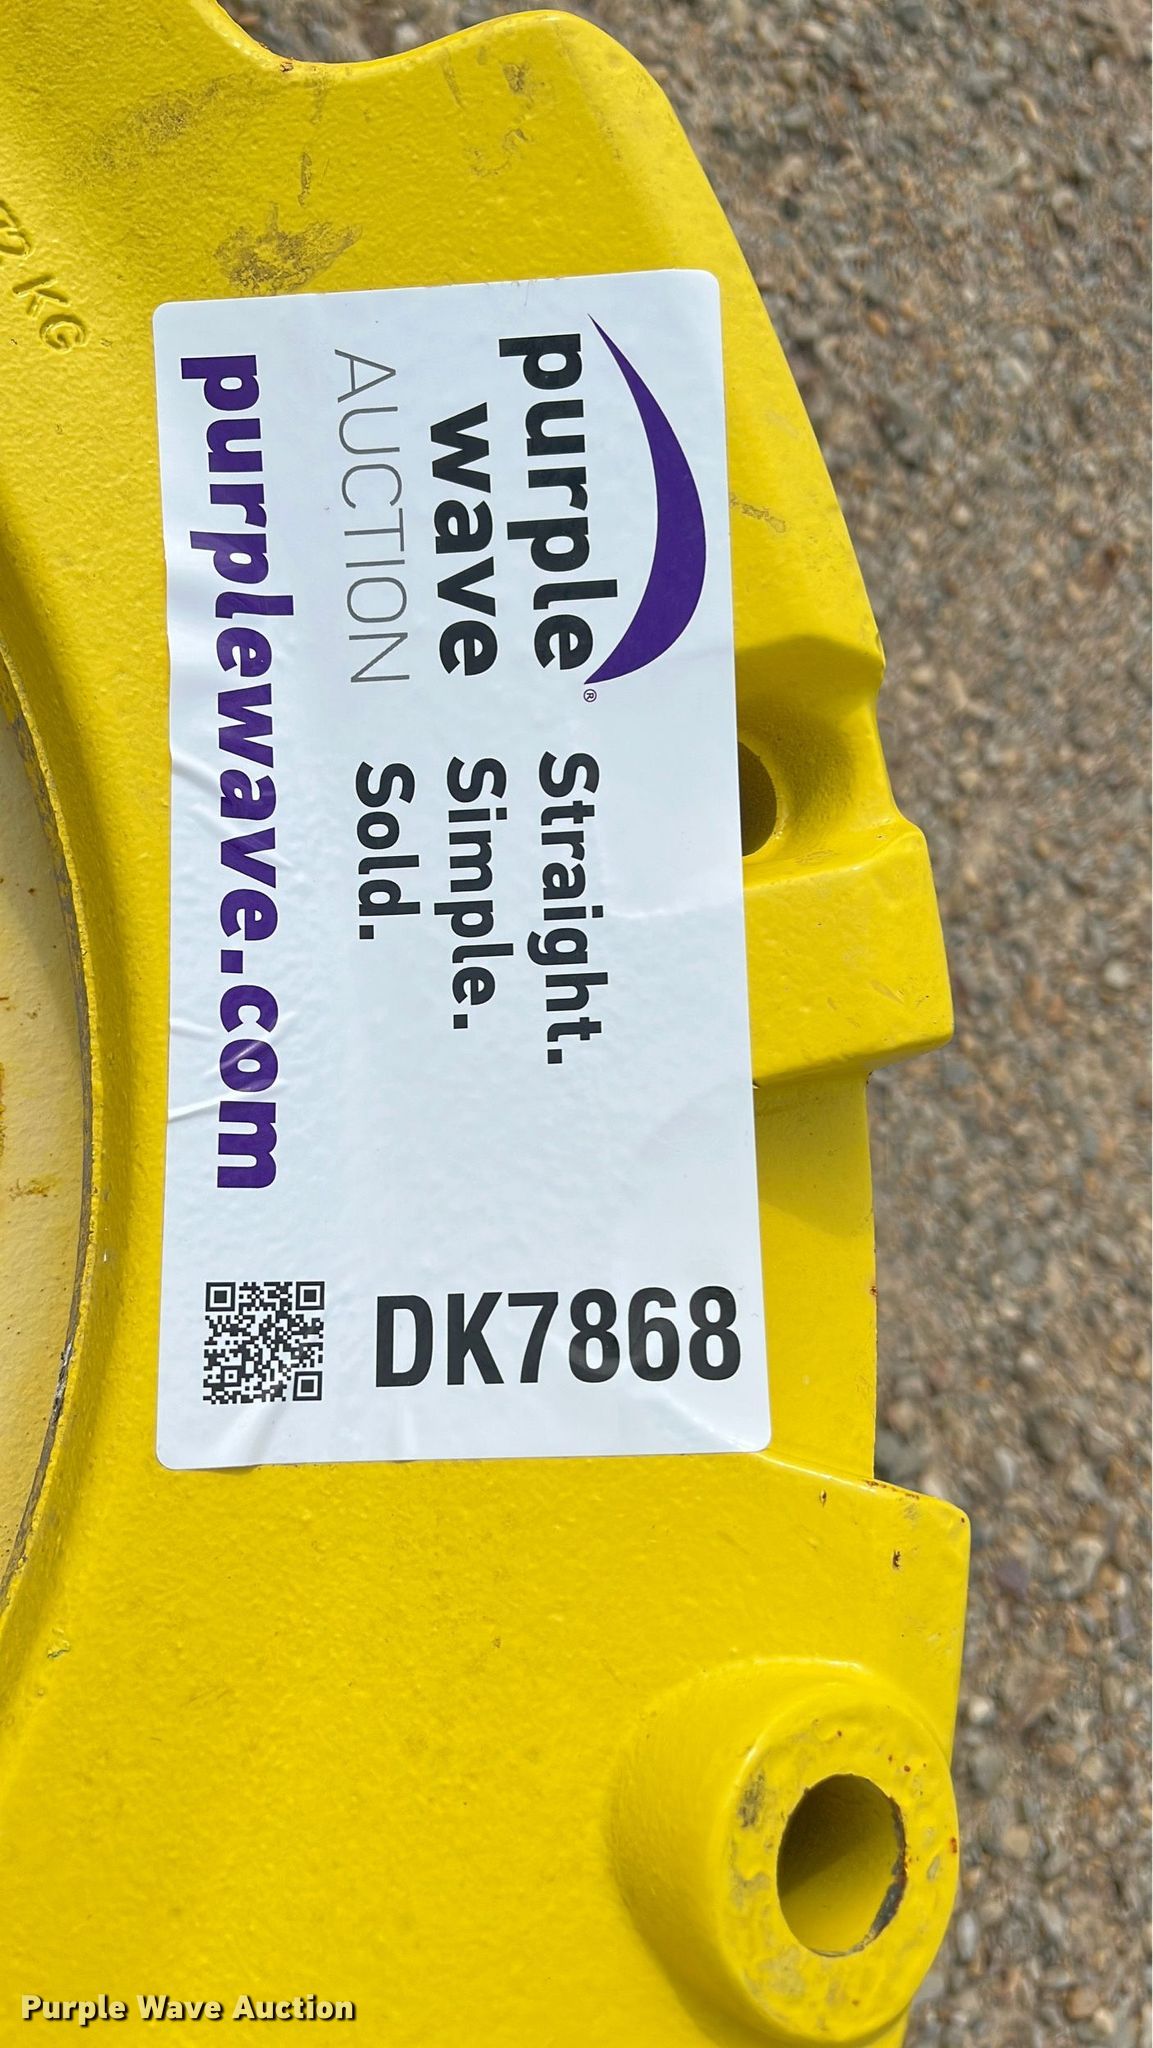 KG
purple®
wave
AUCTION
Straight.
Simple.
Sold.
purplewave.com
DK7868
Purple Wave Auction